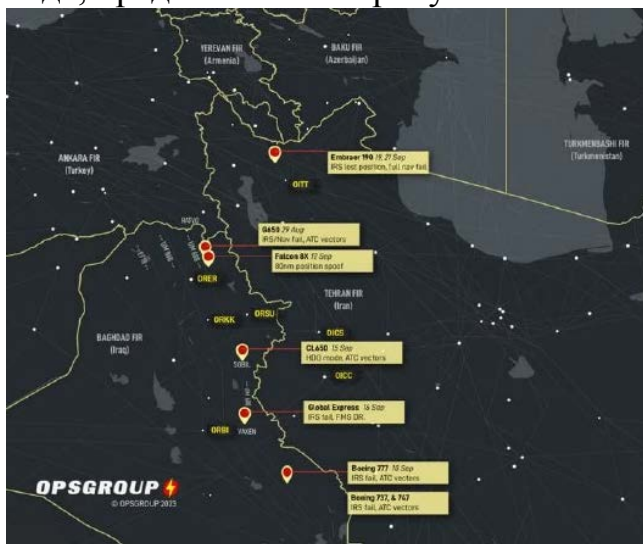 YEREVAN FIR
(Armenia)
BAKU FIR
(Azerbaijan)
ANKARA FIR
(Turkey)
TURKMENBASHI FIR
(Turkmenistan)
Embraer 190 19, 21 Sep
IRS lost position, full nav fail
OITT
RATVO
G650 29 Aug
IRS/Nav fail, ATC vectors
Falcon 8X 12 Sep
80nm position spoof
ORER
UM 688
TEHRAN FIR
(Iran)
ORKK
ORSU
OICS
BAGHDAD FIR
(Iraq)
CL650 15 Sep
HDG mode, ATC vectors
OICC
Global Express 16 Sep
IRS fail, FMS DR.
ORBI
VAXEN
Boeing 777 18 Sep
IRS fail, ATC vectors
Boeing 737, & 747
IRS fail, ATC vectors
OPSGROUP
© OPSGROUP 2023